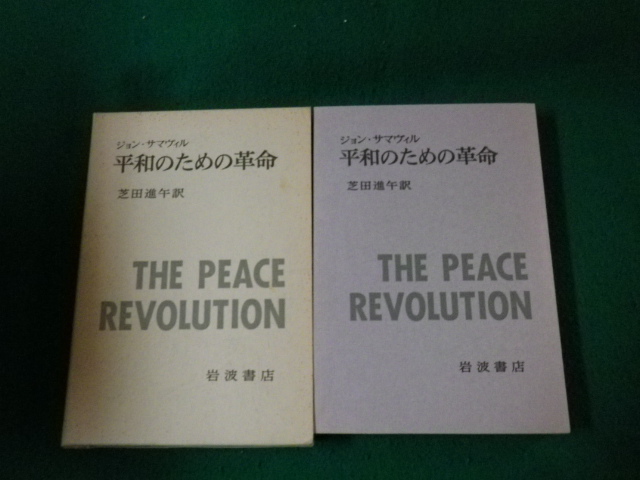 ジョン・サマヴィル
平和のための革命
芝田進午訳
THE PEACE
REVOLUTION
岩波書店
ジョン・サマヴィル
平和のための革命
芝田進午訳
THE PEACE
REVOLUTION
岩波書店